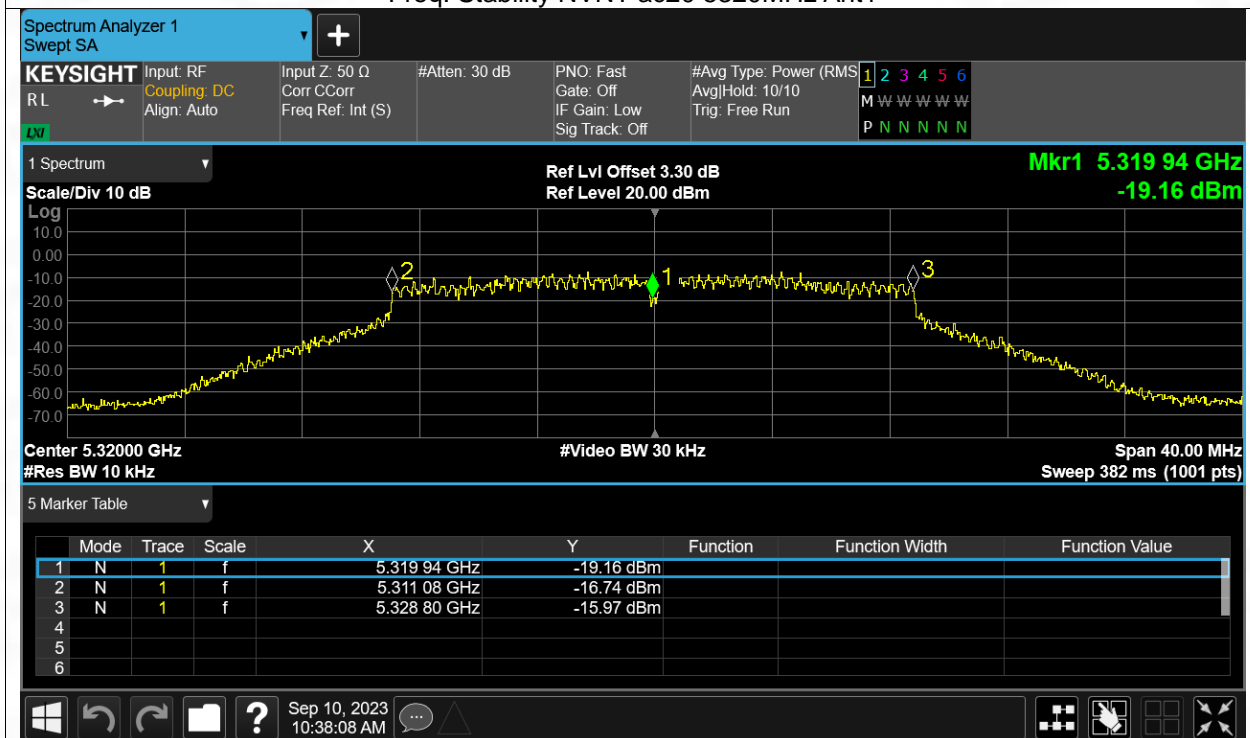 Spectrum Analyzer 1
Swept SA
+
KEYSIGHT
RL
LXI
Input: RF
Coupling: DC
Align: Auto
Input Z: 50 Ω
Corr CCorr
Freq Ref: Int (S)
#Atten: 30 dB
PNO: Fast
Gate: Off
IF Gain: Low
Sig Track: Off
#Avg Type: Power (RMS
Avg|Hold: 10/10
Trig: Free Run
1 2 3 4 5 6
M W W W W W
P N N N N N
1 Spectrum
Scale/Div 10 dB
Ref Lvl Offset 3.30 dB
Ref Level 20.00 dBm
Mkr1 5.319 94 GHz
-19.16 dBm
Log
10.0
0.00
-10.0
-20.0
-30.0
-40.0
-50.0
-60.0
-70.0
2
1
3
Center 5.32000 GHz
#Res BW 10 kHz
#Video BW 30 kHz
Span 40.00 MHz
Sweep 382 ms (1001 pts)
5 Marker Table
Mode Trace Scale X Y Function Function Width Function Value
1 N 1 f 5.319 94 GHz -19.16 dBm
2 N 1 f 5.311 08 GHz -16.74 dBm
3 N 1 f 5.328 80 GHz -15.97 dBm
4
5
6
?
Sep 10, 2023
10:38:08 AM